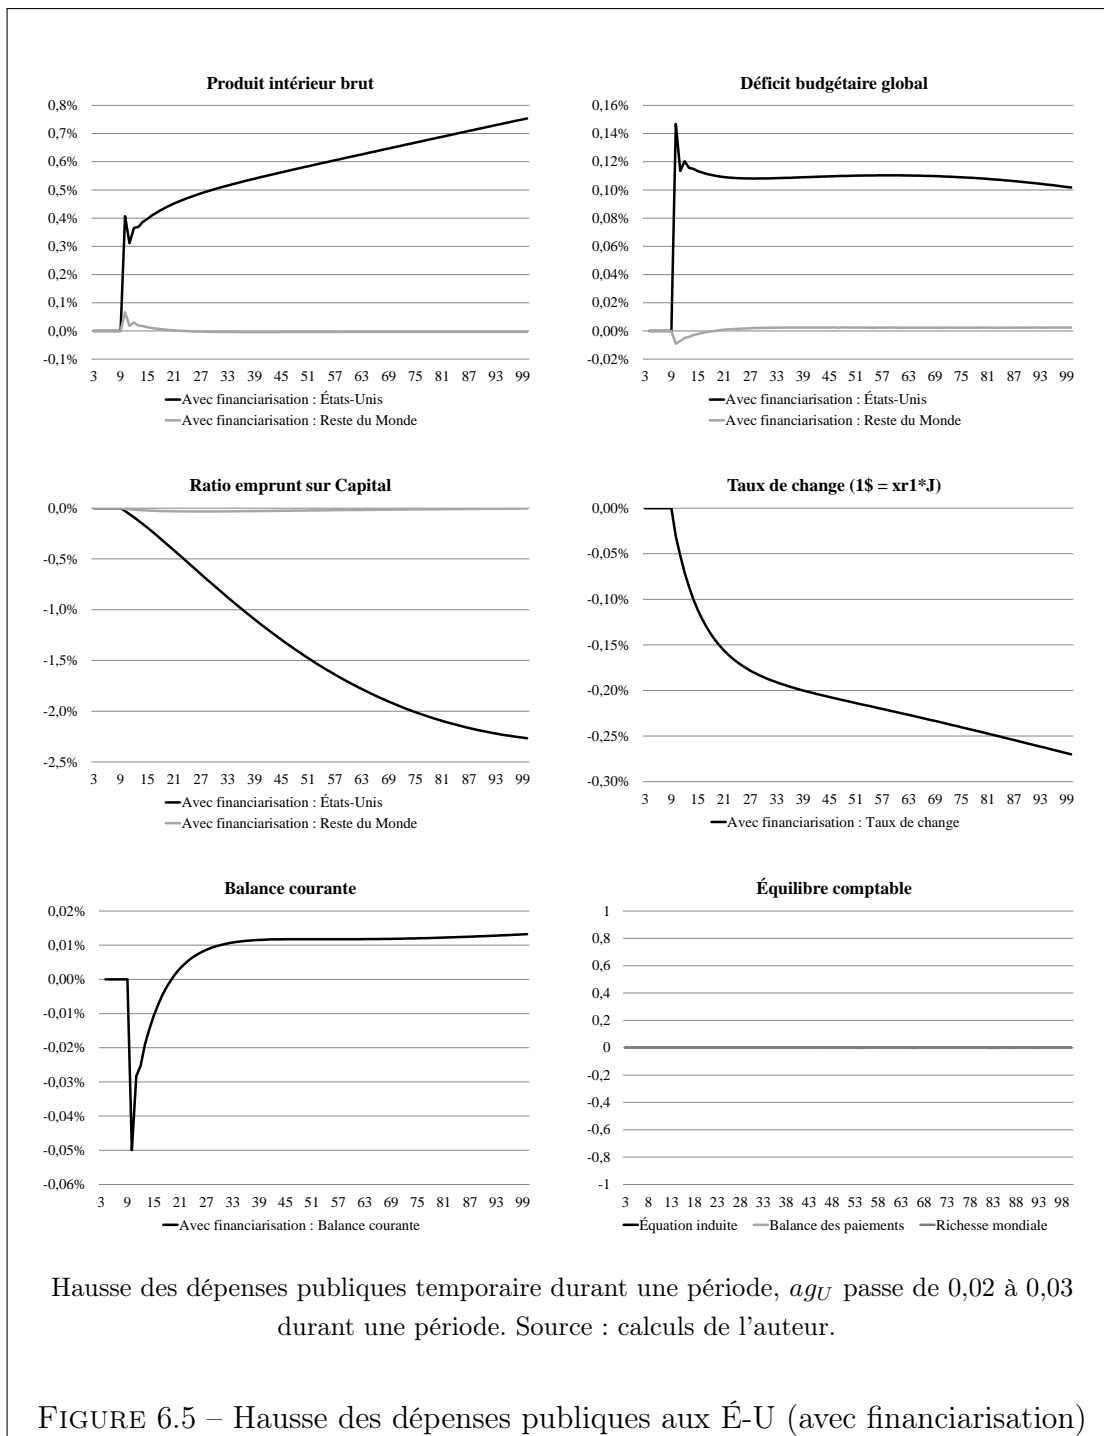 Produit intérieur brut
0,8%
0,7%
0,6%
0,5%
0,4%
0,3%
0,2%
0,1%
0,0%
-0,1%
3 9 15 21 27 33 39 45 51 57 63 69 75 81 87 93 99
Avec financiarisation : États-Unis
Avec financiarisation : Reste du Monde
Déficit budgétaire global
0,16%
0,14%
0,12%
0,10%
0,08%
0,06%
0,04%
0,02%
0,00%
-0,02%
3 9 15 21 27 33 39 45 51 57 63 69 75 81 87 93 99
Avec financiarisation : États-Unis
Avec financiarisation : Reste du Monde
Ratio emprunt sur Capital
0,0%
-0,5%
-1,0%
-1,5%
-2,0%
-2,5%
3 9 15 21 27 33 39 45 51 57 63 69 75 81 87 93 99
Avec financiarisation : États-Unis
Avec financiarisation : Reste du Monde
Taux de change (1$ = xr1*J)
0,00%
-0,05%
-0,10%
-0,15%
-0,20%
-0,25%
-0,30%
3 9 15 21 27 33 39 45 51 57 63 69 75 81 87 93 99
Avec financiarisation : Taux de change
Balance courante
0,02%
0,01%
0,00%
-0,01%
-0,02%
-0,03%
-0,04%
-0,05%
-0,06%
3 9 15 21 27 33 39 45 51 57 63 69 75 81 87 93 99
Avec financiarisation : Balance courante
Équilibre comptable
1
0,8
0,6
0,4
0,2
0
-0,2
-0,4
-0,6
-0,8
-1
3 8 13 18 23 28 33 38 43 48 53 58 63 68 73 78 83 88 93 98
Équation induite Balance des paiements Richesse mondiale
Hausse des dépenses publiques temporaire durant une période, ag_U passe de 0,02 à 0,03
durant une période. Source : calculs de l'auteur.
FIGURE 6.5 – Hausse des dépenses publiques aux É-U (avec financiarisation)